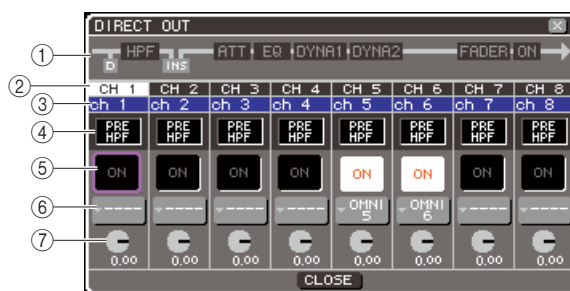 DIRECT OUT X
① HPF ATT EQ DYNA1 DYNA2 FADER ON
D INS
② CH 1 CH 2 CH 3 CH 4 CH 5 CH 6 CH 7 CH 8
③ ch 1 ch 2 ch 3 ch 4 ch 5 ch 6 ch 7 ch 8
④ PRE PRE PRE PRE PRE PRE PRE PRE
HPF HPF HPF HPF HPF HPF HPF HPF
⑤ ON ON ON ON ON ON ON ON
⑥ ---- ---- ---- ---- OMNI OMNI ---- ----
5 6
⑦ 0.00 0.00 0.00 0.00 0.00 0.00 0.00 0.00
CLOSE